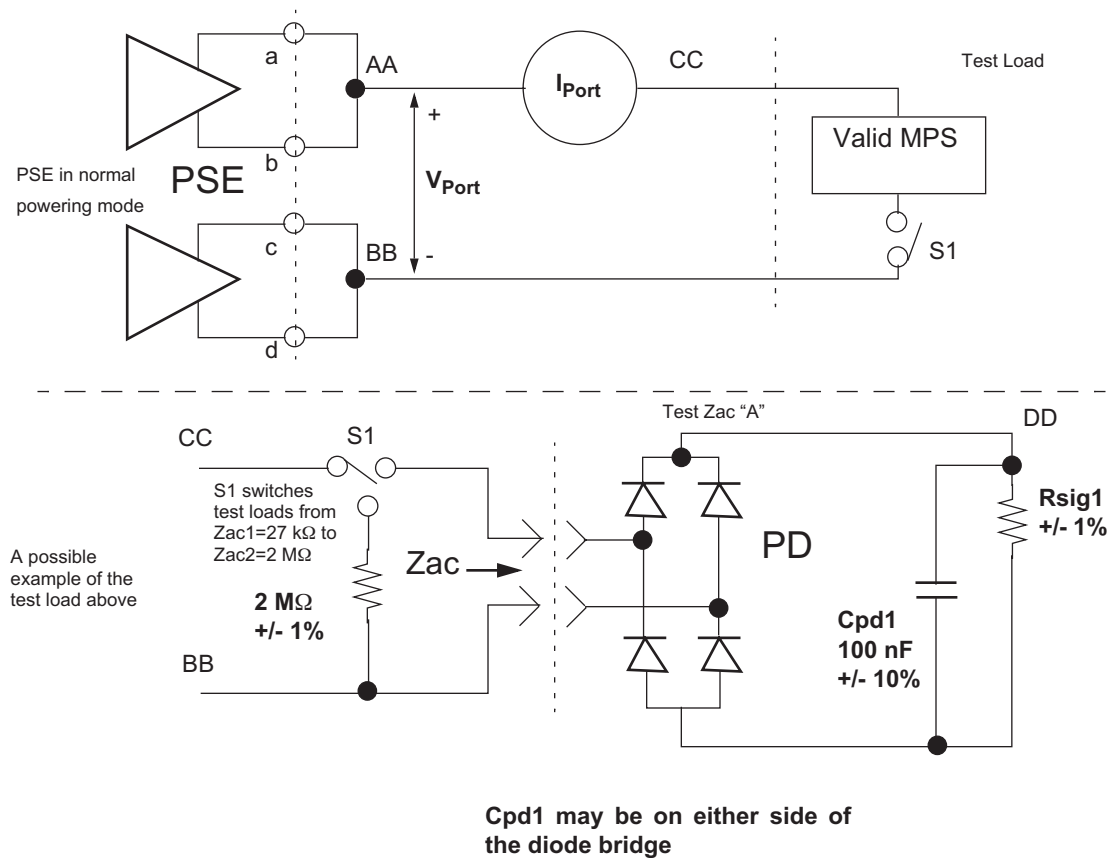 a
AA
CC
Test Load
I Port
+
Valid MPS
b
PSE
PSE in normal
powering mode
V Port
c
BB
-
S1
d
Test Zac “A”
CC
S1
DD
S1 switches
test loads from
Zac1=27 kΩ to
Zac2=2 MΩ
Rsig1
+/- 1%
PD
A possible
example of the
test load above
Zac
2 MΩ
+/- 1%
Cpd1
100 nF
+/- 10%
BB
Cpd1 may be on either side of
the diode bridge